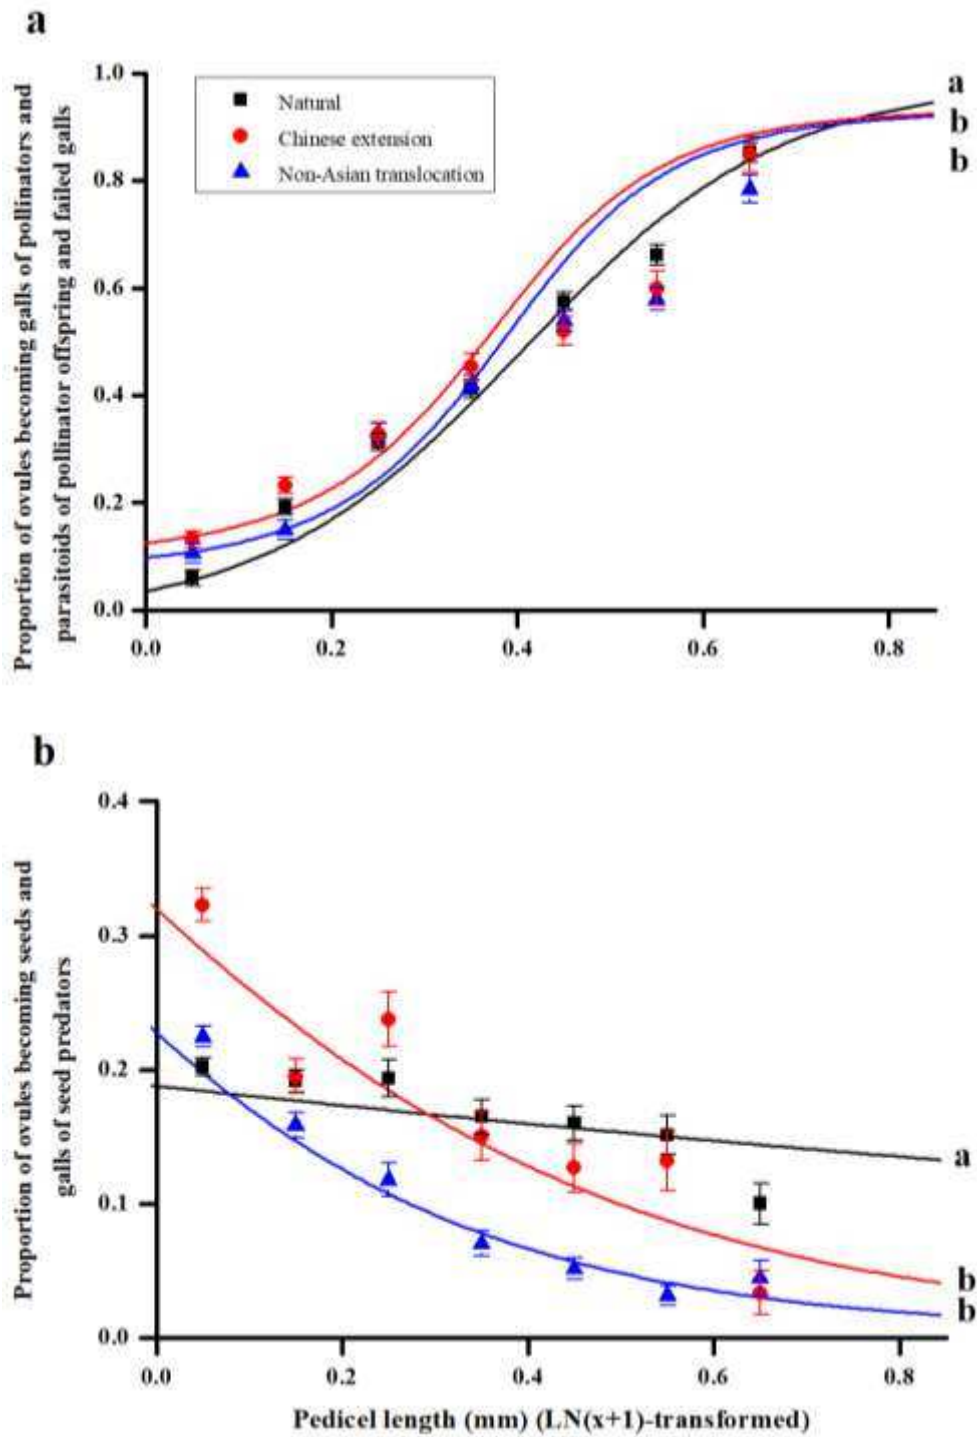 a
Proportion of ovules becoming galls of pollinators and
parasitoids of pollinator offspring and failed galls
1.0
0.8
0.6
0.4
0.2
0.0
Natural
Chinese extension
Non-Asian translocation
a
b
b
0.0 0.2 0.4 0.6 0.8
b
Proportion of ovules becoming seeds and
galls of seed predators
0.4
0.3
0.2
0.1
0.0
a
b
b
0.0 0.2 0.4 0.6 0.8
Pedicel length (mm) (LN(x+1)-transformed)